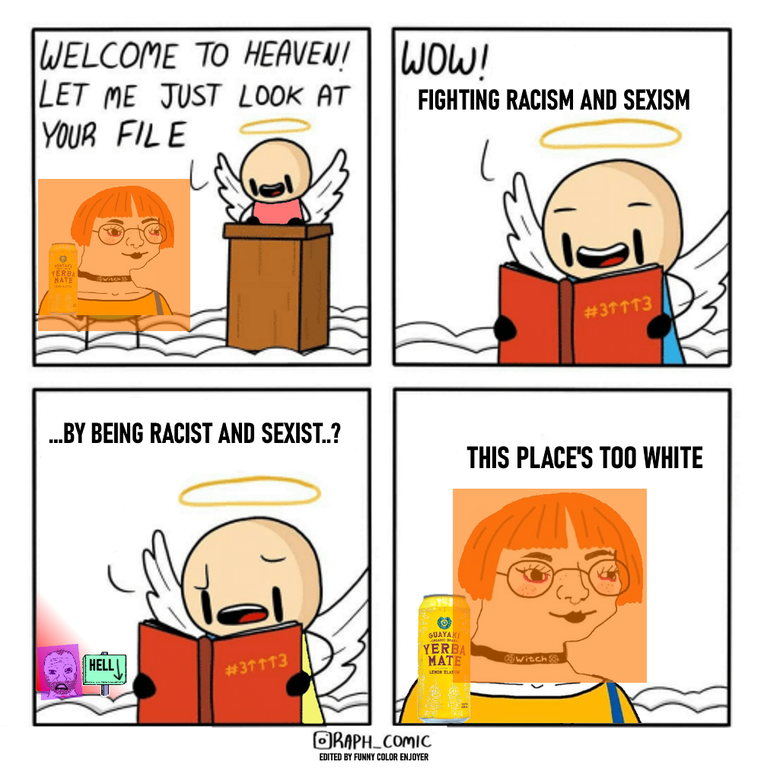 WELCOME TO HEAVEN!
LET ME JUST LOOK AT
YOUR FILE
GUAYAKI
YERBA
MATE
Witch
WOW!
FIGHTING RACISM AND SEXISM
#3↑↑↑3
...BY BEING RACIST AND SEXIST..?
HELL↓
#3↑↑↑3
THIS PLACE'S TOO WHITE
GUAYAKI
YERBA
MATE
Witch
@RAPH_COMIC
EDITED BY FUNNY COLOR ENJOYER